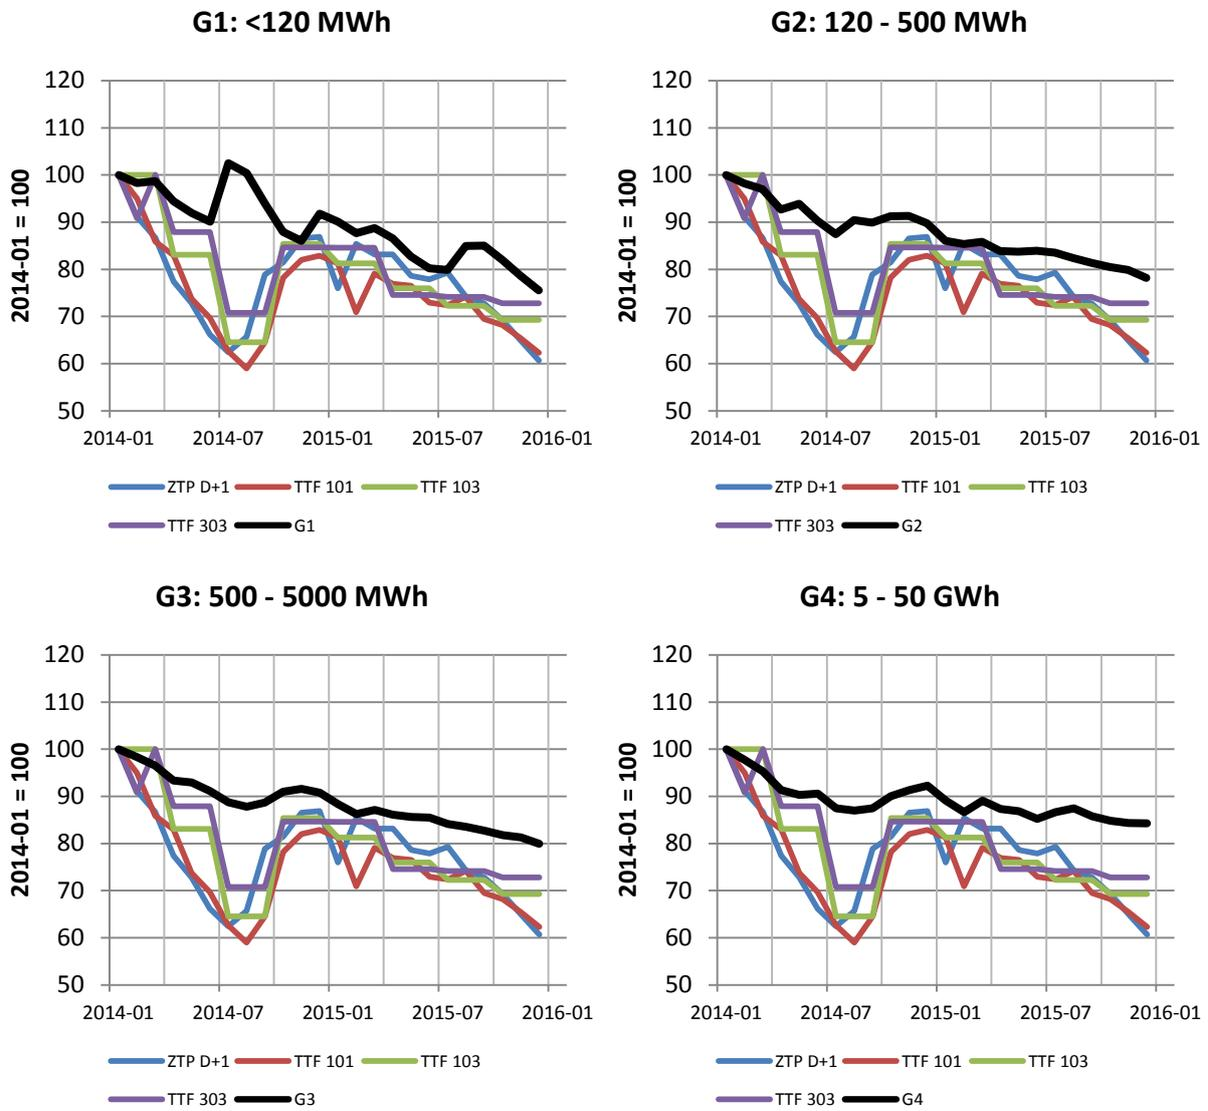 G1: <120 MWh
120
110
100
90
80
70
60
50
2014-01 = 100
2014-01 2014-07 2015-01 2015-07 2016-01
ZTP D+1 TTF 101 TTF 103
TTF 303 G1
G2: 120 - 500 MWh
120
110
100
90
80
70
60
50
2014-01 = 100
2014-01 2014-07 2015-01 2015-07 2016-01
ZTP D+1 TTF 101 TTF 103
TTF 303 G2
G3: 500 - 5000 MWh
120
110
100
90
80
70
60
50
2014-01 = 100
2014-01 2014-07 2015-01 2015-07 2016-01
ZTP D+1 TTF 101 TTF 103
TTF 303 G3
G4: 5 - 50 GWh
120
110
100
90
80
70
60
50
2014-01 = 100
2014-01 2014-07 2015-01 2015-07 2016-01
ZTP D+1 TTF 101 TTF 103
TTF 303 G4